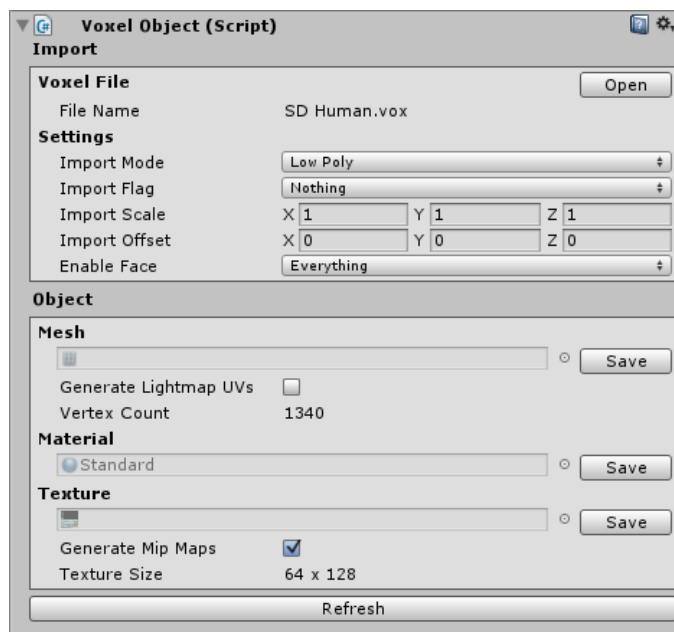 Voxel Object (Script)
Import
Voxel File
Open
File Name SD Human.vox
Settings
Import Mode Low Poly
Import Flag Nothing
Import Scale X 1 Y 1 Z 1
Import Offset X 0 Y 0 Z 0
Enable Face Everything
Object
Mesh
Save
Generate Lightmap UVs
Vertex Count 1340
Material
Standard Save
Texture
Save
Generate Mip Maps
Texture Size 64 x 128
Refresh